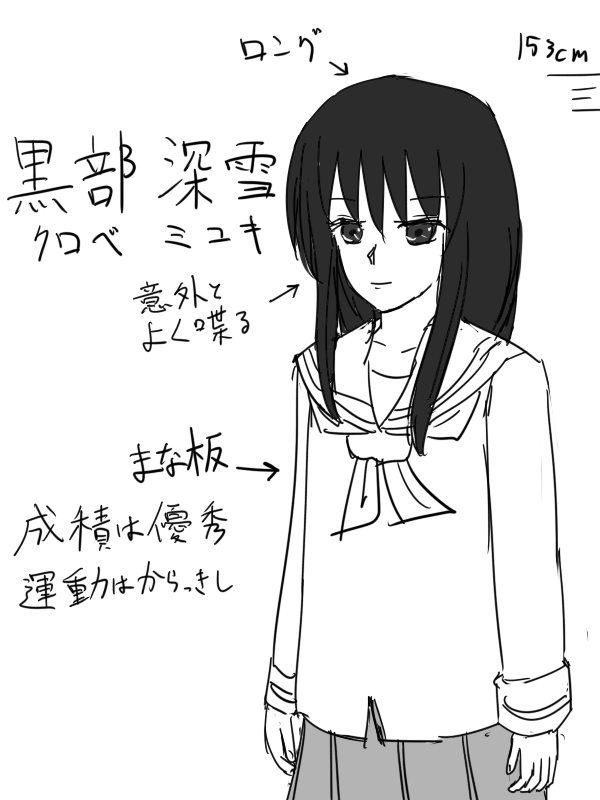 ロング
153cm
黒部 深雪
クロベ ミユキ
意外と
よく喋る
まな板
成積は優秀
運動はからっきし